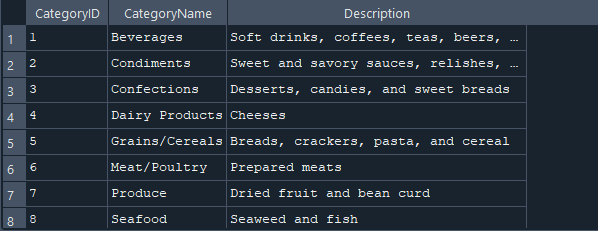 CategoryID CategoryName Description
1 1 Beverages Soft drinks, coffees, teas, beers, …
2 2 Condiments Sweet and savory sauces, relishes, …
3 3 Confections Desserts, candies, and sweet breads
4 4 Dairy Products Cheeses
5 5 Grains/Cereals Breads, crackers, pasta, and cereal
6 6 Meat/Poultry Prepared meats
7 7 Produce Dried fruit and bean curd
8 8 Seafood Seaweed and fish